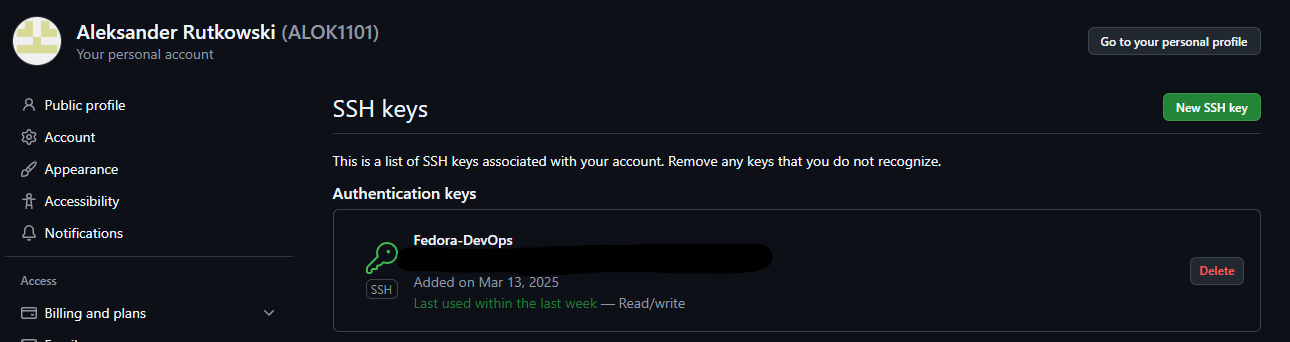 Aleksander Rutkowski (ALOK1101)
Your personal account
Go to your personal profile
Public profile
Account
Appearance
Accessibility
Notifications
Access
Billing and plans
SSH keys
New SSH key
This is a list of SSH keys associated with your account. Remove any keys that you do not recognize.
Authentication keys
Fedora-DevOps
SSH
Added on Mar 13, 2025
Last used within the last week — Read/write
Delete